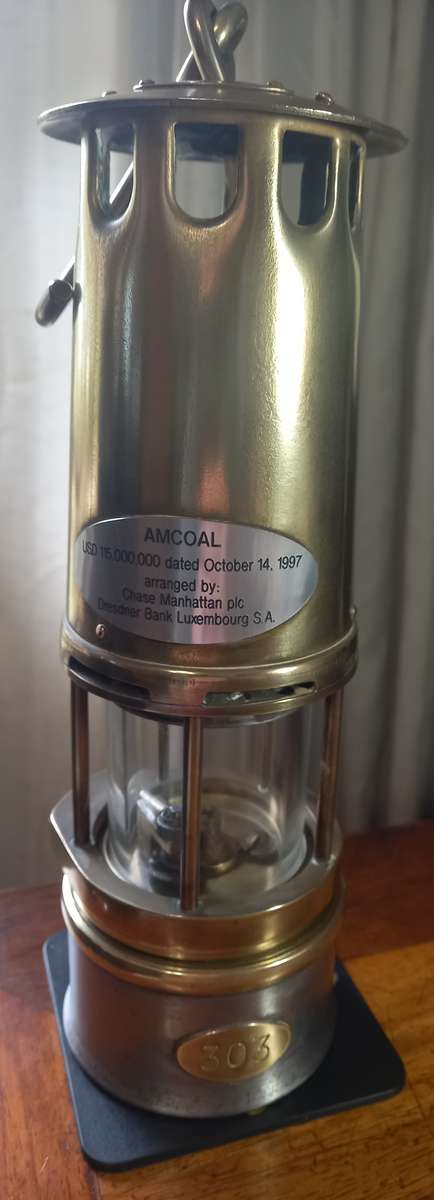 AMCOAL
USD 115,000,000 dated October 14, 1997
arranged by:
Chase Manhattan plc
Dresdner Bank Luxembourg S.A.
303